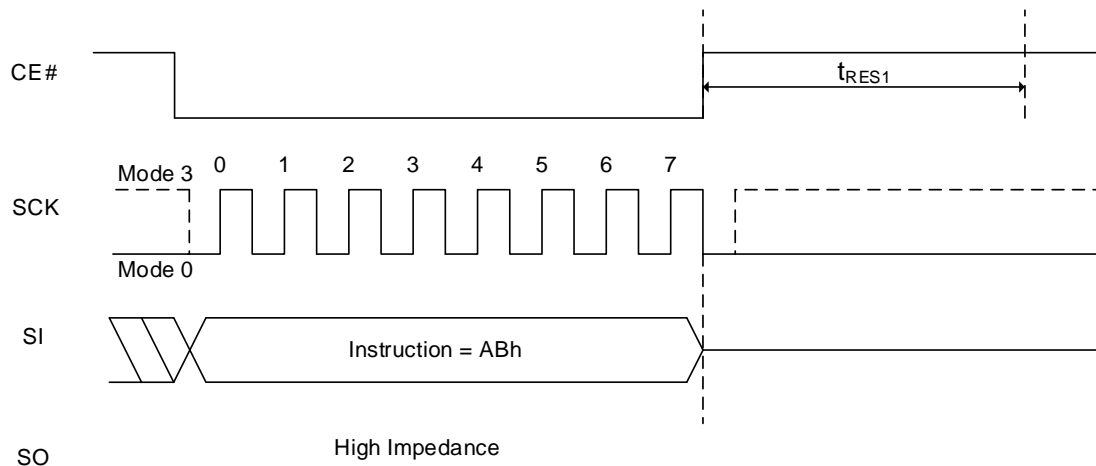 CE#
tRES1
0 1 2 3 4 5 6 7
Mode 3
SCK
Mode 0
SI
Instruction = ABh
High Impedance
SO